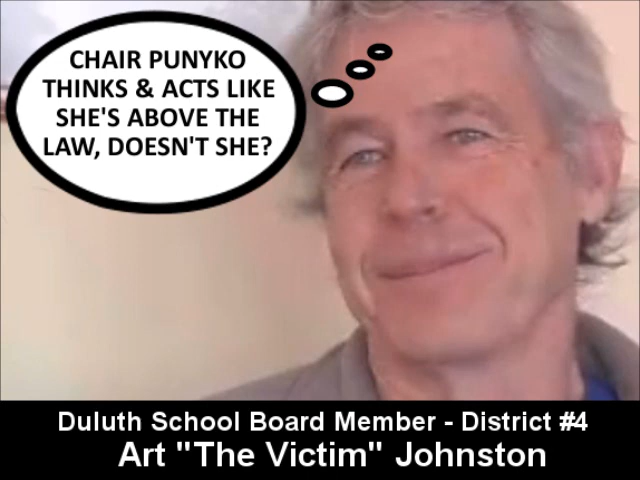 CHAIR PUNYKO
THINKS & ACTS LIKE
SHE'S ABOVE THE
LAW, DOESN'T SHE?
Duluth School Board Member - District #4
Art "The Victim" Johnston